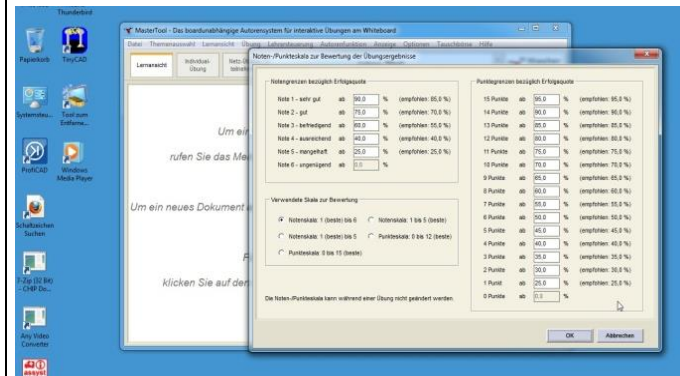 Thunderbird
Papierkorb
TinyCAD
Systemsteu...
Tool zum
Entferne...
ProfiCAD
Windows
Media Player
Schaltzeichen
Suchen
7-Zip (32 Bit)
- CHIP De...
Any Video
Converter
assyst
MasterTool - Das boardunabhängige Autorensystem für interaktive Übungen am Whiteboard
Datei Themenauswahl Lernansicht Übung Lehrersteuerung Autorenfunktion Anzeige Optionen Tauschbörse Hilfe
Lernansicht
Individual-
Übung
Um ein
rufen Sie das Me
Um ein neues Dokument a
klicken Sie auf den
Noten-/Punkteskala zur Bewertung der Übungsergebnisse
Notengrenzen bezüglich Erfolgsquote
Note 1 - sehr gut ab 90,0 % (empfohlen: 85,0 %)
Note 2 - gut ab 75,0 % (empfohlen: 70,0 %)
Note 3 - befriedigend ab 60,0 % (empfohlen: 55,0 %)
Note 4 - ausreichend ab 40,0 % (empfohlen: 40,0 %)
Note 5 - mangelhaft ab 25,0 % (empfohlen: 25,0 %)
Note 6 - ungenügend ab 0,0 %
Verwendete Skala zur Bewertung
Notenskala: 1 (beste) bis 6
Notenskala: 1 bis 5 (beste)
Notenskala: 1 (beste) bis 5
Punkteskala: 0 bis 12 (beste)
Punkteskala: 0 bis 15 (beste)
Die Noten-/Punkteskala kann während einer Übung nicht geändert werden.
Punktegrenzen bezüglich Erfolgsquote
15 Punkte ab 95,0 % (empfohlen: 95,0 %)
14 Punkte ab 90,0 % (empfohlen: 90,0 %)
13 Punkte ab 85,0 % (empfohlen: 85,0 %)
12 Punkte ab 80,0 % (empfohlen: 80,0 %)
11 Punkte ab 75,0 % (empfohlen: 75,0 %)
10 Punkte ab 70,0 % (empfohlen: 70,0 %)
9 Punkte ab 65,0 % (empfohlen: 65,0 %)
8 Punkte ab 60,0 % (empfohlen: 60,0 %)
7 Punkte ab 55,0 % (empfohlen: 55,0 %)
6 Punkte ab 50,0 % (empfohlen: 50,0 %)
5 Punkte ab 45,0 % (empfohlen: 45,0 %)
4 Punkte ab 40,0 % (empfohlen: 40,0 %)
3 Punkte ab 35,0 % (empfohlen: 35,0 %)
2 Punkte ab 30,0 % (empfohlen: 30,0 %)
1 Punkt ab 25,0 % (empfohlen: 25,0 %)
0 Punkte ab 0,0 %
OK
Abbrechen